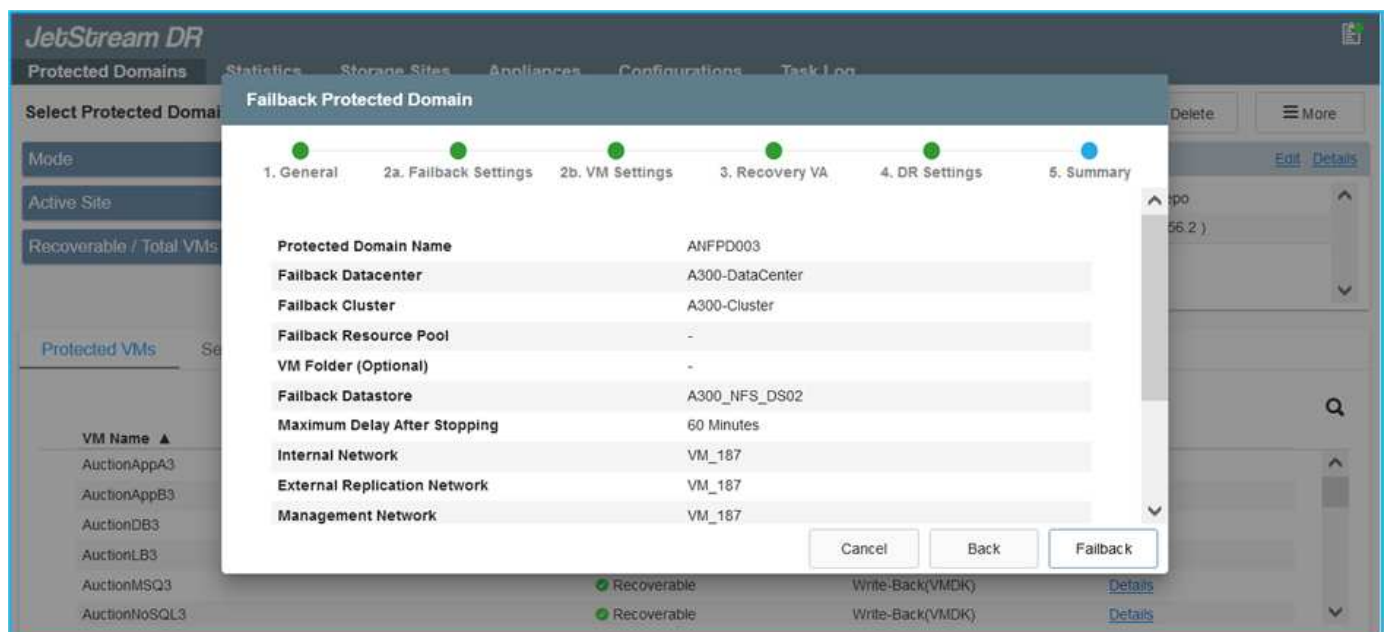 JetStream DR
Protected Domains Statistics Storage Sites Appliances Configurations Task Log
Select Protected Domai Delete More
Failback Protected Domain
Mode Edit Details
1. General 2a. Failback Settings 2b. VM Settings 3. Recovery VA 4. DR Settings 5. Summary
Active Site
56.2 )
Recoverable / Total VMs
Protected Domain Name ANFPD003
Failback Datacenter A300-DataCenter
Failback Cluster A300-Cluster
Failback Resource Pool -
VM Folder (Optional) -
Failback Datastore A300_NFS_DS02
Maximum Delay After Stopping 60 Minutes
Internal Network VM_187
External Replication Network VM_187
Management Network VM_187
Cancel Back Failback
Protected VMs Se
VM Name ▲
AuctionAppA3
AuctionAppB3
AuctionDB3
AuctionLB3
AuctionMSQ3 Recoverable Write-Back(VMDK) Details
AuctionNoSQL3 Recoverable Write-Back(VMDK) Details